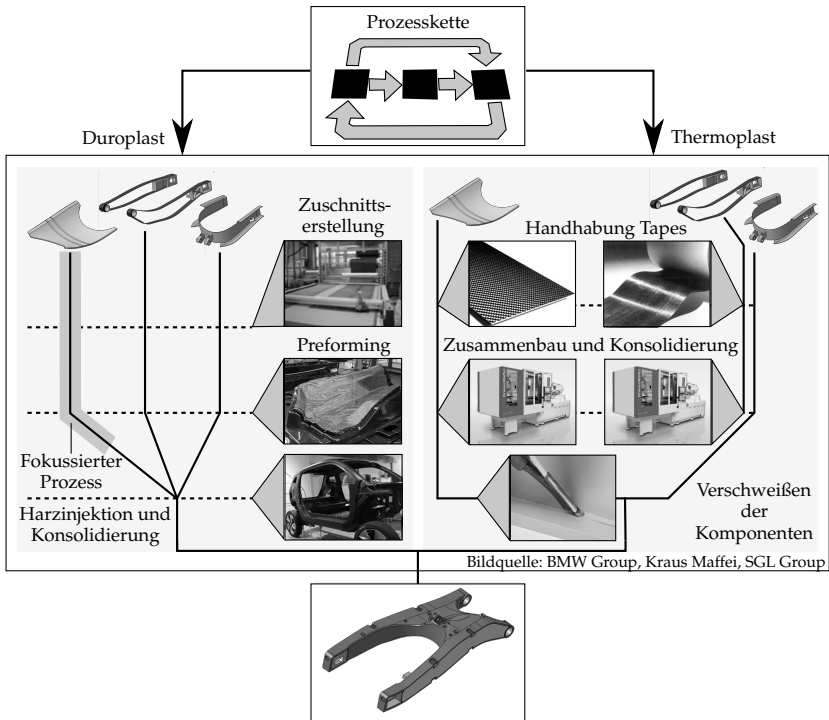 Prozesskette
Duroplast
Thermoplast
Zuschnitts-
erstellung
Preforming
Fokussierter
Prozess
Harzinjektion und
Konsolidierung
Handhabung Tapes
Zusammenbau und Konsolidierung
Verschweißen
der
Komponenten
Bildquelle: BMW Group, Kraus Maffei, SGL Group